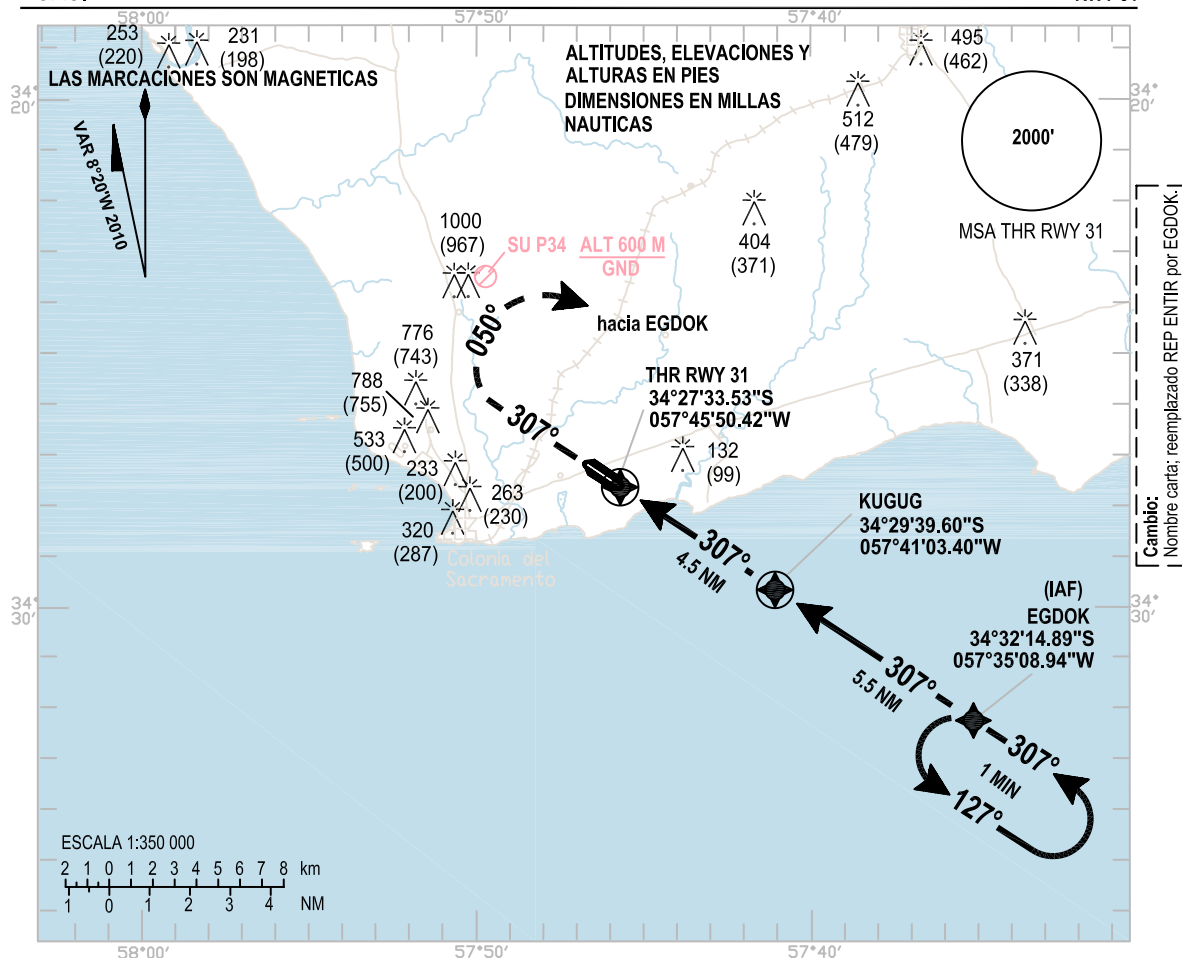 58°00'
57°50'
57°40'
253
(220)
231
(198)
LAS MARCACIONES SON MAGNETICAS
ALTITUDES, ELEVACIONES Y
ALTURAS EN PIES
DIMENSIONES EN MILLAS
NAUTICAS
495
(462)
34°
20'
34°
20'
512
(479)
2000'
MSA THR RWY 31
VAR 8°20'W 2010
1000
(967)
SU P34
ALT 600 M
GND
404
(371)
371
(338)
050°
hacia EGDOK
776
(743)
788
(755)
533
(500)
233
(200)
263
(230)
320
(287)
307°
THR RWY 31
34°27'33.53"S
057°45'50.42"W
132
(99)
Colonia del
Sacramento
KUGUG
34°29'39.60"S
057°41'03.40"W
307°
4.5 NM
(IAF)
EGDOK
34°32'14.89"S
057°35'08.94"W
34°
30'
34°
30'
307°
5.5 NM
307°
1 MIN
127°
Cambio:
Nombre carta; reemplazado REP ENTIR por EGDOK.
ESCALA 1:350 000
2 1 0 1 2 3 4 5 6 7 8 km
1 0 1 2 3 4 NM
58°00'
57°50'
57°40'